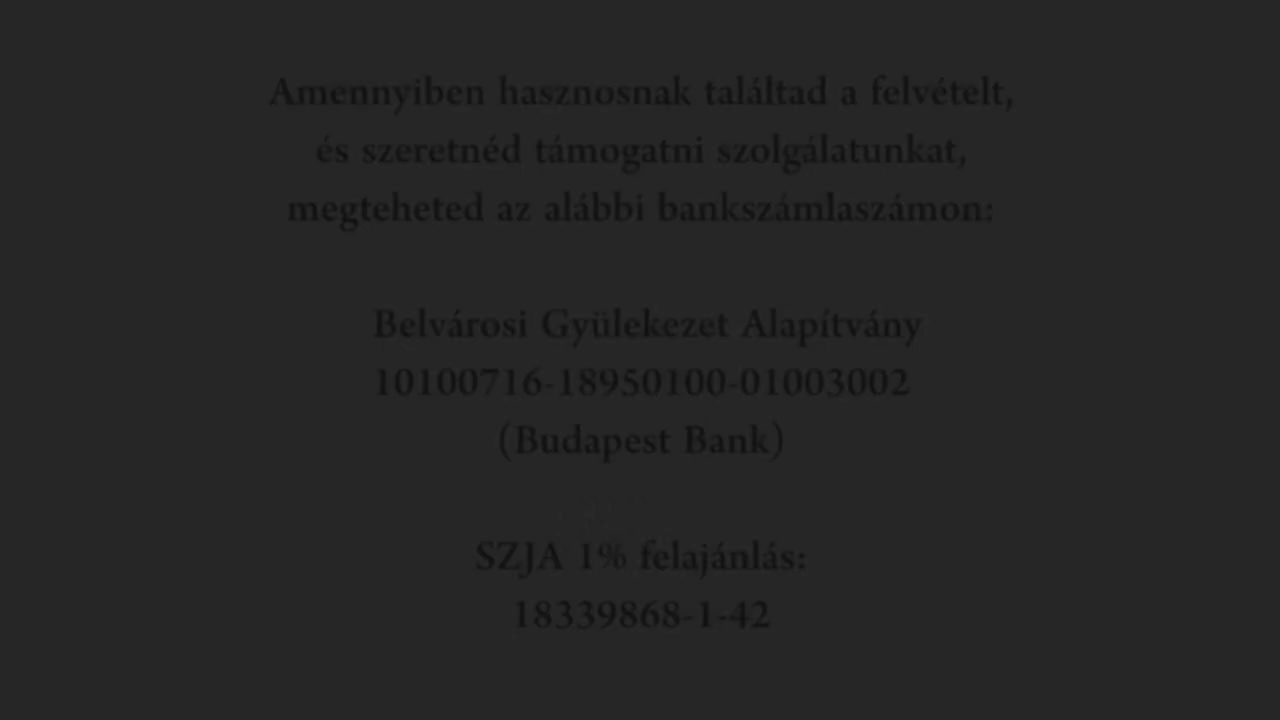 Amennyiben hasznosnak találtad a felvételt,
és szeretnéd támogatni szolgálatunkat,
megteheted az alábbi bankszámlaszámon:
Belvárosi Gyülekezet Alapítvány
10100716-18950100-01003002
(Budapest Bank)
SZJA 1% felajánlás:
18339868-1-42